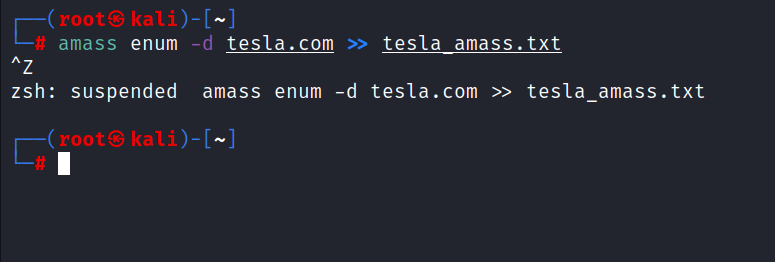 ┌──(root㉿kali)-[~]
└─# amass enum -d tesla.com >> tesla_amass.txt
^Z
zsh: suspended  amass enum -d tesla.com >> tesla_amass.txt
┌──(root㉿kali)-[~]
└─#